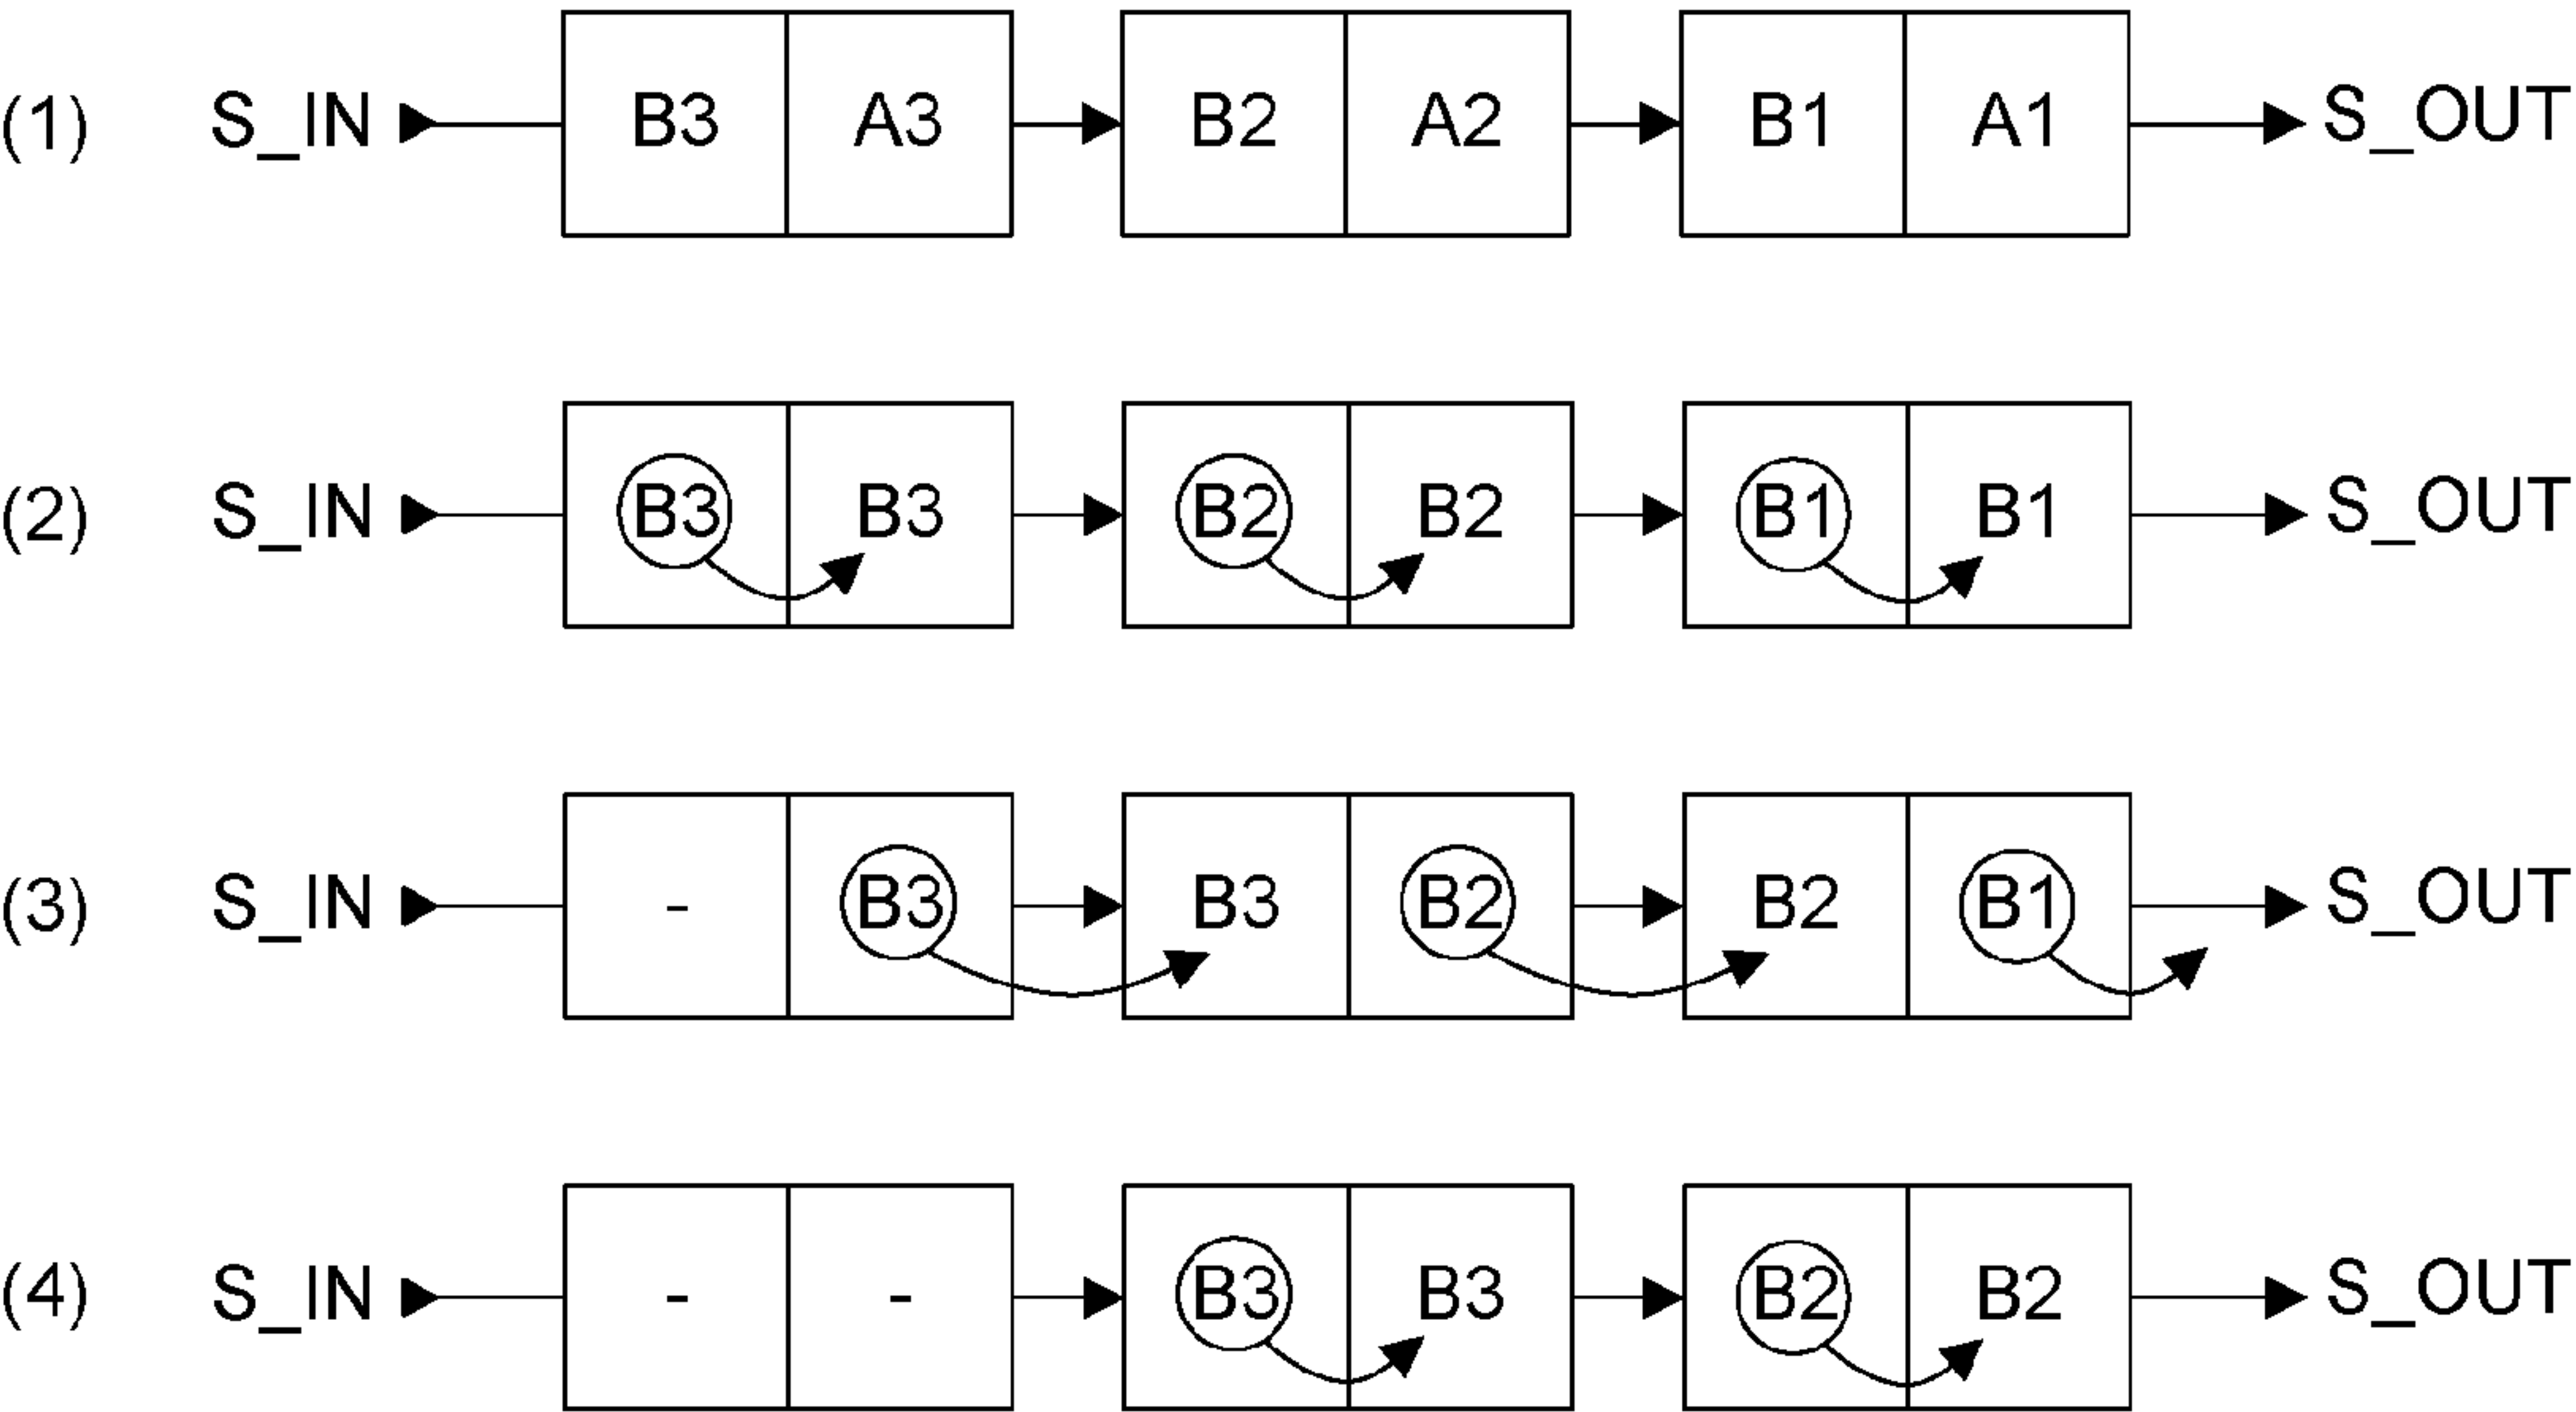 (1) S_IN B3 A3 B2 A2 B1 A1 S_OUT
(2) S_IN B3 B3 B2 B2 B1 B1 S_OUT
(3) S_IN - B3 B3 B2 B2 B1 S_OUT
(4) S_IN - - B3 B3 B2 B2 S_OUT